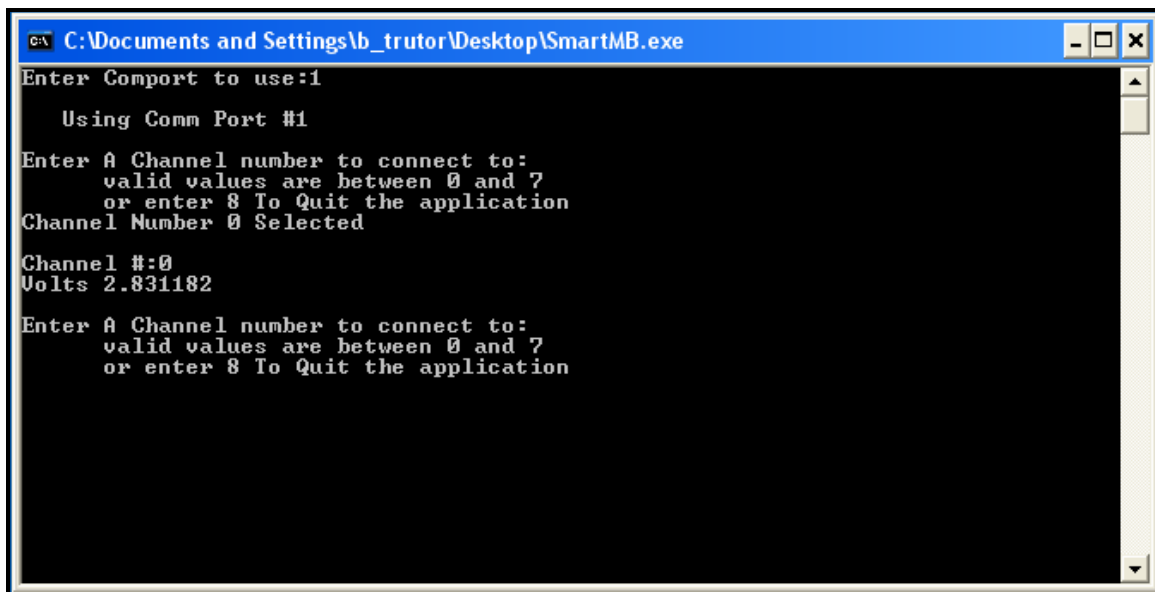 C:\Documents and Settings\b_trutor\Desktop\SmartMB.exe
Enter Comport to use:1
Using Comm Port #1
Enter A Channel number to connect to:
valid values are between 0 and 7
or enter 8 To Quit the application
Channel Number 0 Selected
Channel #:0
Volts 2.831182
Enter A Channel number to connect to:
valid values are between 0 and 7
or enter 8 To Quit the application